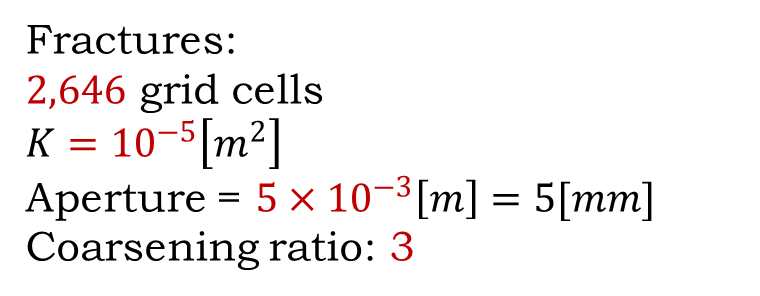 Fractures:
2,646 grid cells
K = 10⁻⁵[m²]
Aperture = 5 × 10⁻³[m] = 5[mm]
Coarsening ratio: 3